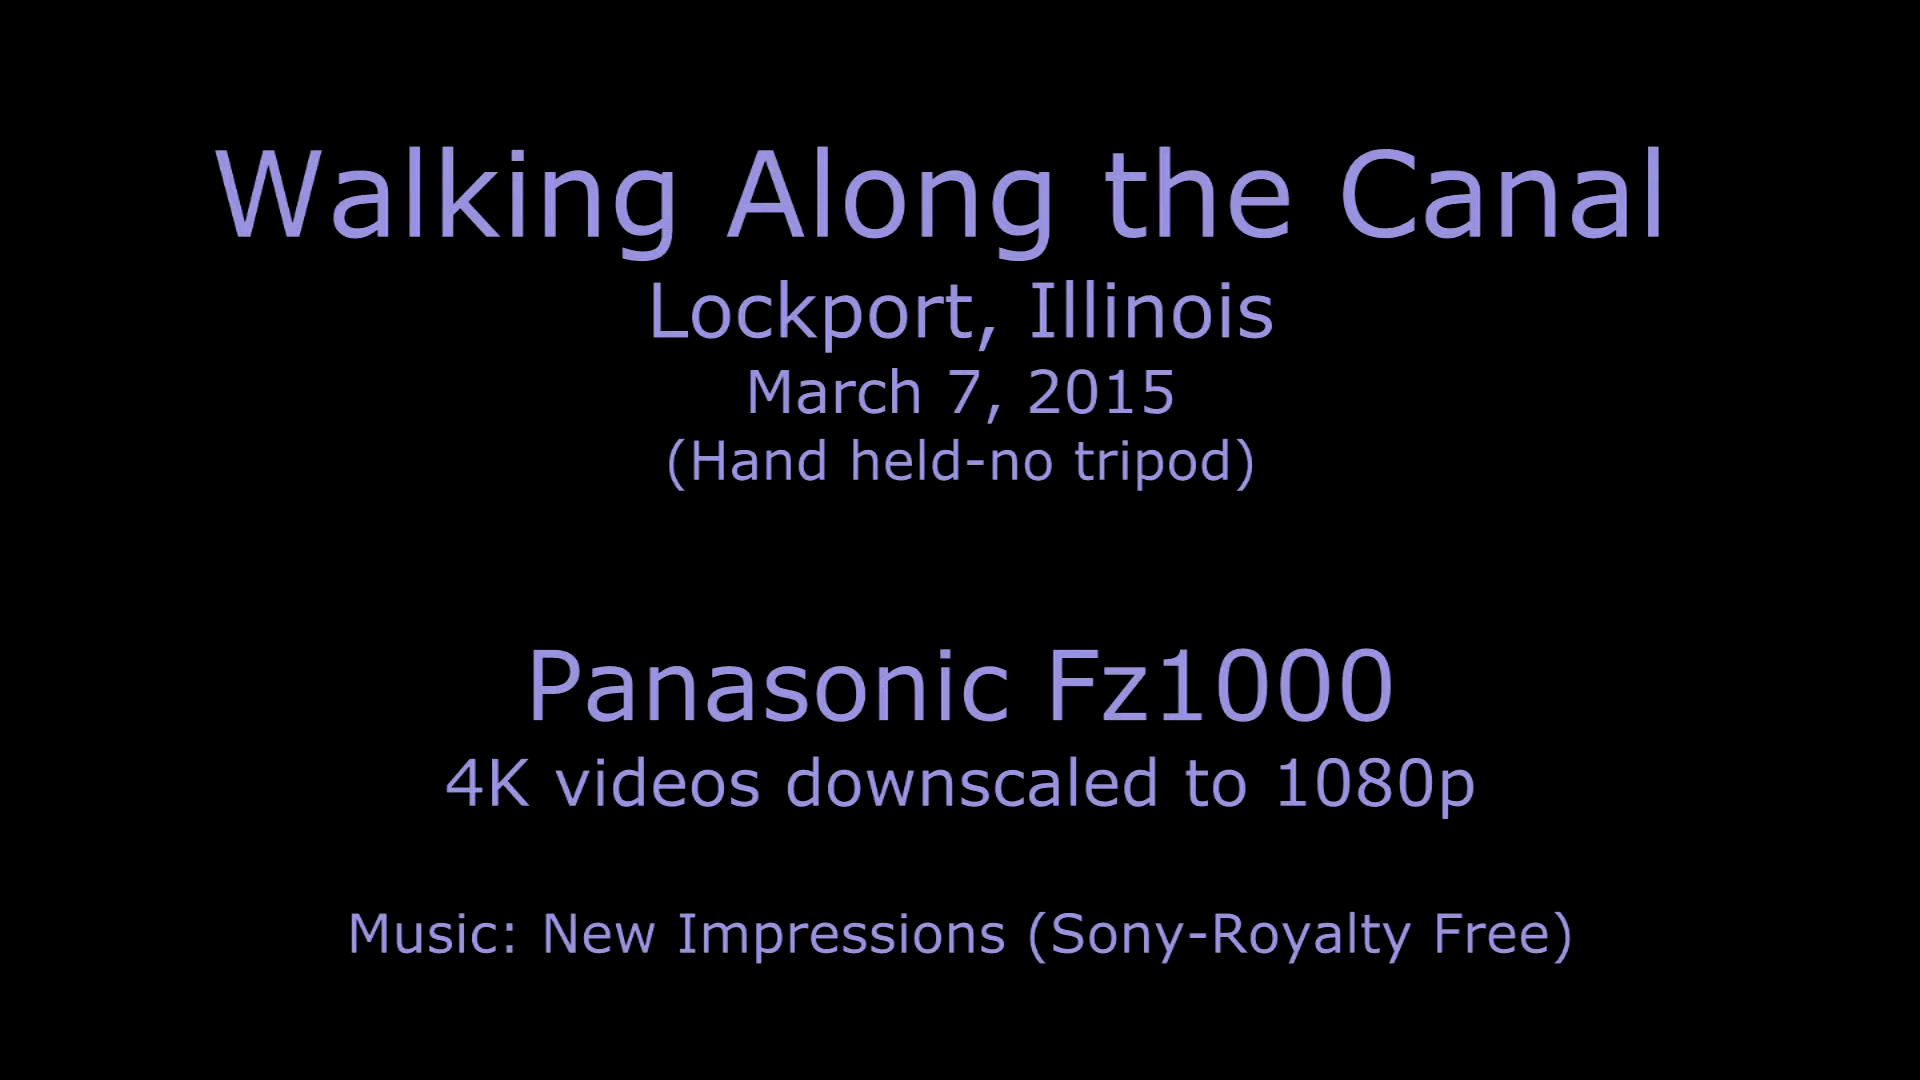 Walking Along the Canal
Lockport, Illinois
March 7, 2015
(Hand held-no tripod)
Panasonic Fz1000
4K videos downscaled to 1080p
Music: New Impressions (Sony-Royalty Free)